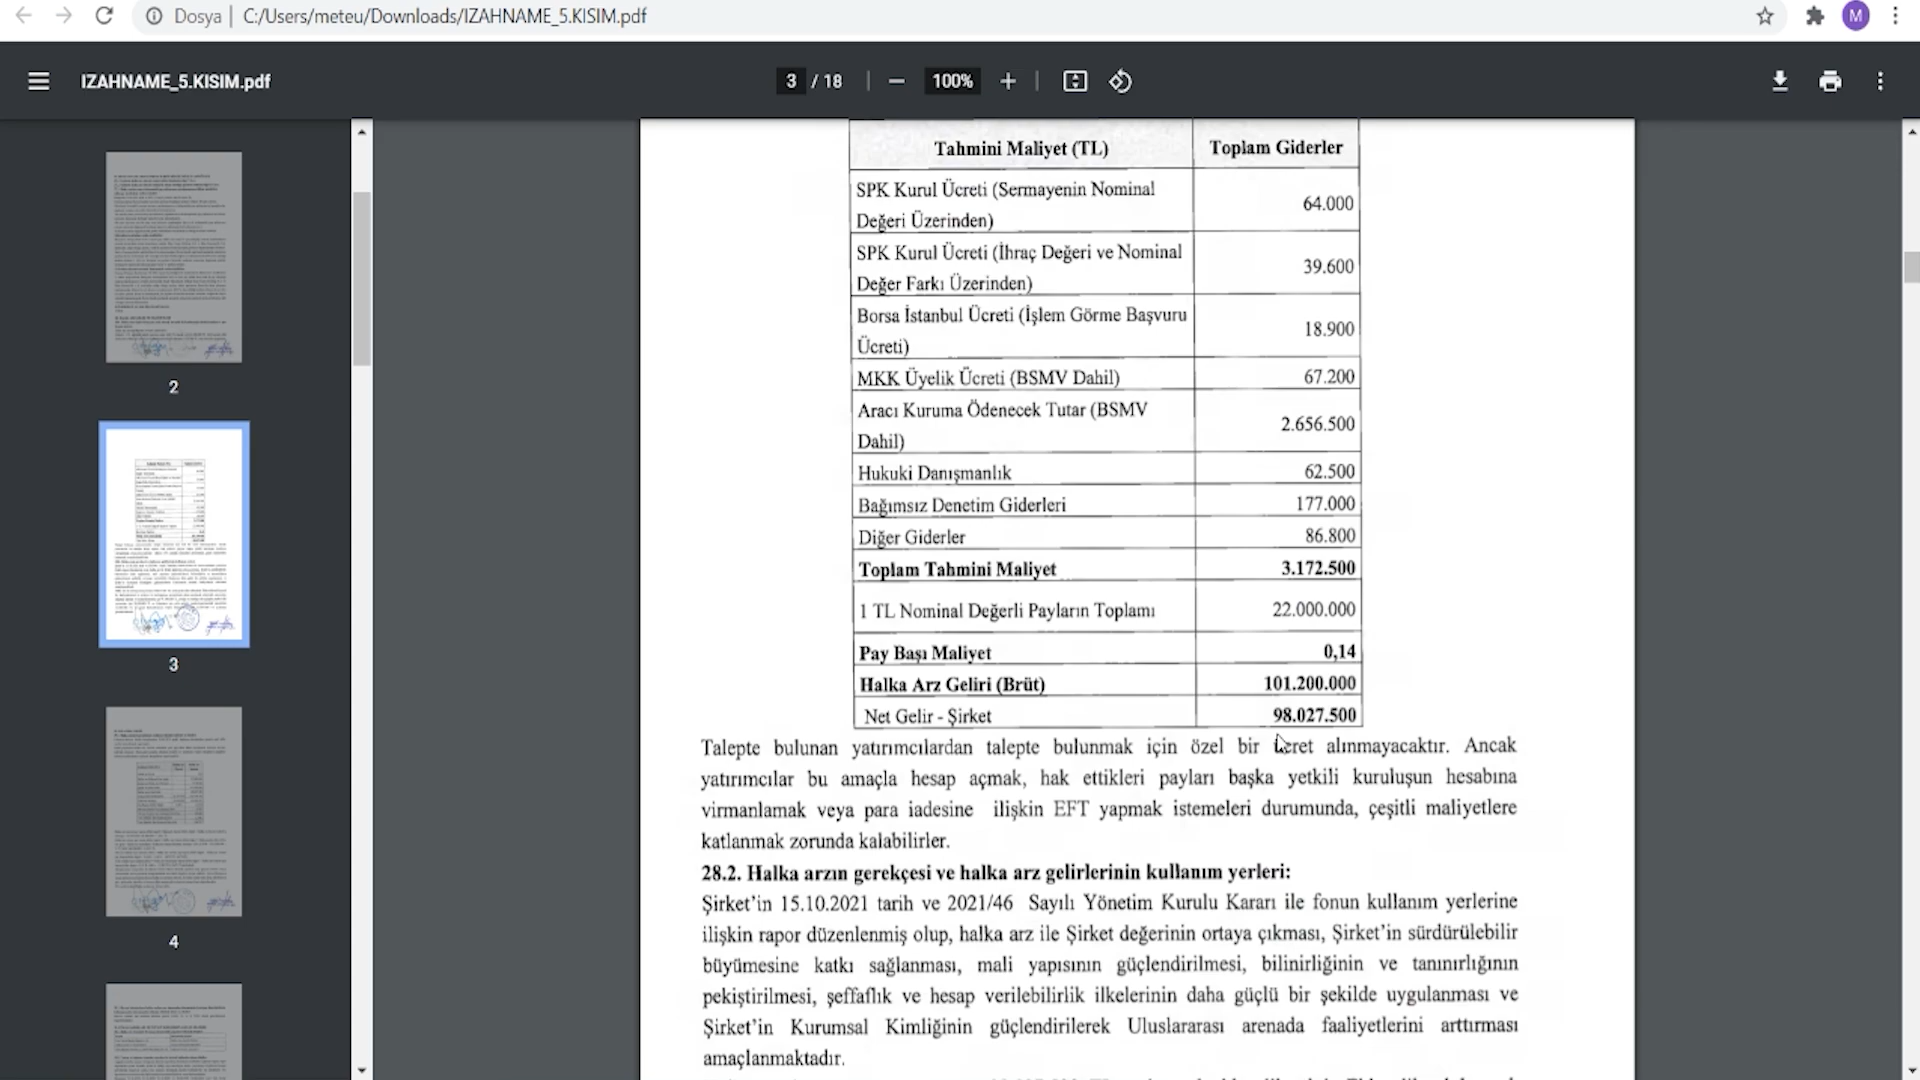 Dosya | C:/Users/meteu/Downloads/IZAHNAME_5.KISIM.pdf
M
IZAHNAME_5.KISIM.pdf
3 / 18
100%
2
3
4
Tahmini Maliyet (TL) Toplam Giderler
SPK Kurul Ücreti (Sermayenin Nominal
Değeri Üzerinden) 64.000
SPK Kurul Ücreti (İhraç Değeri ve Nominal
Değer Farkı Üzerinden) 39.600
Borsa İstanbul Ücreti (İşlem Görme Başvuru
Ücreti) 18.900
MKK Üyelik Ücreti (BSMV Dahil) 67.200
Aracı Kuruma Ödenecek Tutar (BSMV
Dahil) 2.656.500
Hukuki Danışmanlık 62.500
Bağımsız Denetim Giderleri 177.000
Diğer Giderler 86.800
Toplam Tahmini Maliyet 3.172.500
1 TL Nominal Değerli Payların Toplamı 22.000.000
Pay Başı Maliyet 0,14
Halka Arz Geliri (Brüt) 101.200.000
Net Gelir - Şirket 98.027.500
Talepte bulunan yatırımcılardan talepte bulunmak için özel bir ücret alınmayacaktır. Ancak
yatırımcılar bu amaçla hesap açmak, hak ettikleri payları başka yetkili kuruluşun hesabına
virmanlamak veya para iadesine ilişkin EFT yapmak istemeleri durumunda, çeşitli maliyetlere
katlanmak zorunda kalabilirler.
28.2. Halka arzın gerekçesi ve halka arz gelirlerinin kullanım yerleri:
Şirket'in 15.10.2021 tarih ve 2021/46 Sayılı Yönetim Kurulu Kararı ile fonun kullanım yerlerine
ilişkin rapor düzenlenmiş olup, halka arz ile Şirket değerinin ortaya çıkması, Şirket'in sürdürülebilir
büyümesine katkı sağlanması, mali yapısının güçlendirilmesi, bilinirliğinin ve tanınırlığının
pekiştirilmesi, şeffaflık ve hesap verilebilirlik ilkelerinin daha güçlü bir şekilde uygulanması ve
Şirket'in Kurumsal Kimliğinin güçlendirilerek Uluslararası arenada faaliyetlerini arttırması
amaçlanmaktadır.